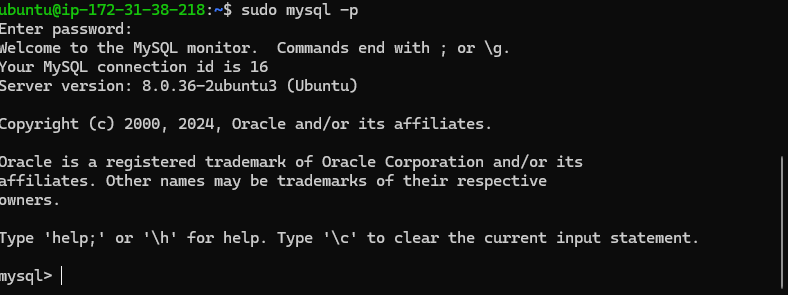 ubuntu@ip-172-31-38-218:~$ sudo mysql -p
Enter password:
Welcome to the MySQL monitor.  Commands end with ; or \g.
Your MySQL connection id is 16
Server version: 8.0.36-2ubuntu3 (Ubuntu)

Copyright (c) 2000, 2024, Oracle and/or its affiliates.

Oracle is a registered trademark of Oracle Corporation and/or its
affiliates. Other names may be trademarks of their respective
owners.

Type 'help;' or '\h' for help. Type '\c' to clear the current input statement.

mysql>